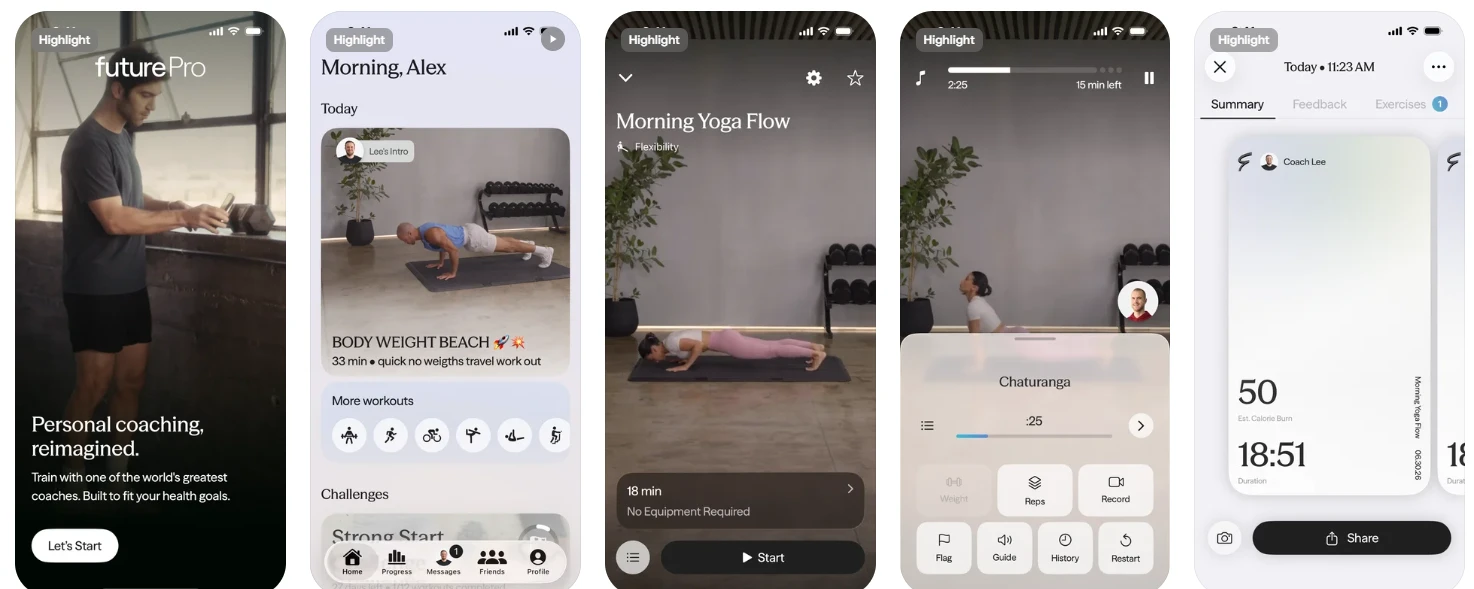 Highlight
futurePro
Personal coaching,
reimagined.
Train with one of the world's greatest
coaches. Built to fit your health goals.
Let's Start
Highlight
Morning, Alex
Today
Lee's Intro
BODY WEIGHT BEACH 🚀💥
33 min • quick no weigths travel work out
More workouts
Challenges
Strong Start
1
Home
Progress
Messages
Friends
Profile
Highlight
Morning Yoga Flow
Flexibility
18 min
No Equipment Required
Start
Highlight
2:25
15 min left
Chaturanga
:25
Weight
Reps
Record
Flag
Guide
History
Restart
Highlight
Today • 11:23 AM
Summary
Feedback
Exercises 1
Coach Lee
50
Est. Calorie Burn
18:51
Duration
Morning Yoga Flow 06.30.26
Share